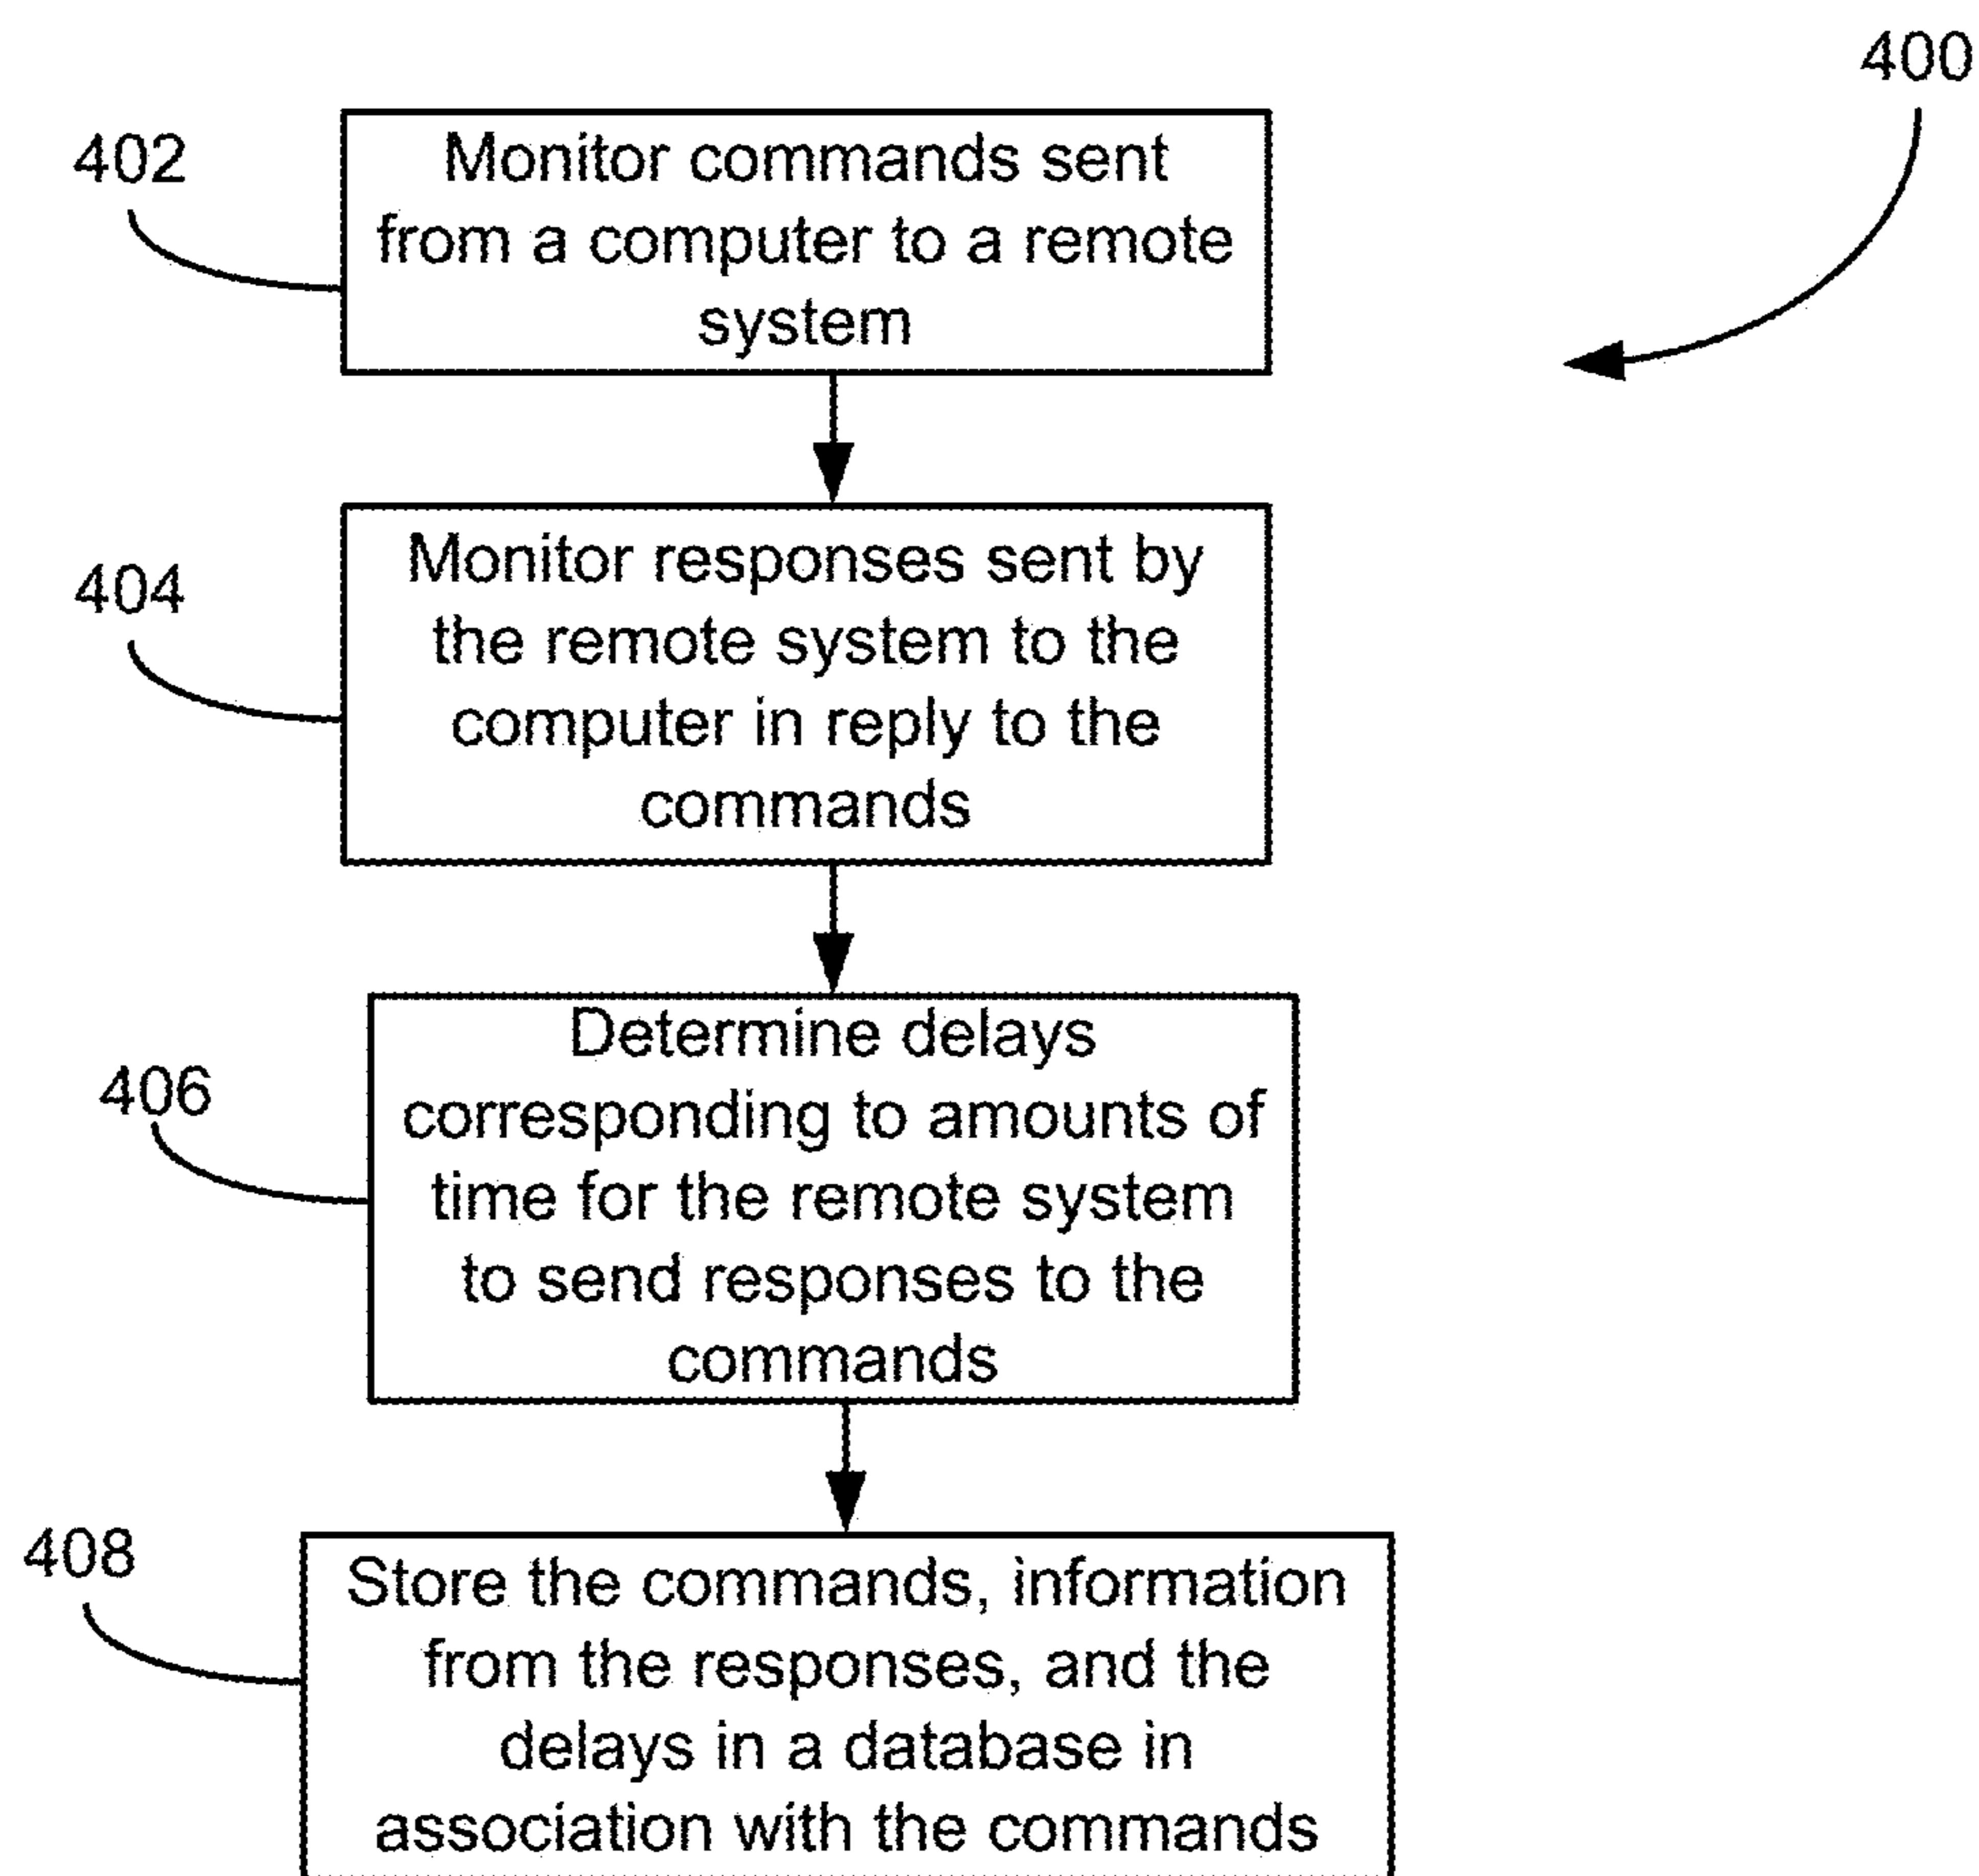 400
402
Monitor commands sent
from a computer to a remote
system
404
Monitor responses sent by
the remote system to the
computer in reply to the
commands
406
Determine delays
corresponding to amounts of
time for the remote system
to send responses to the
commands
408
Store the commands, information
from the responses, and the
delays in a database in
association with the commands